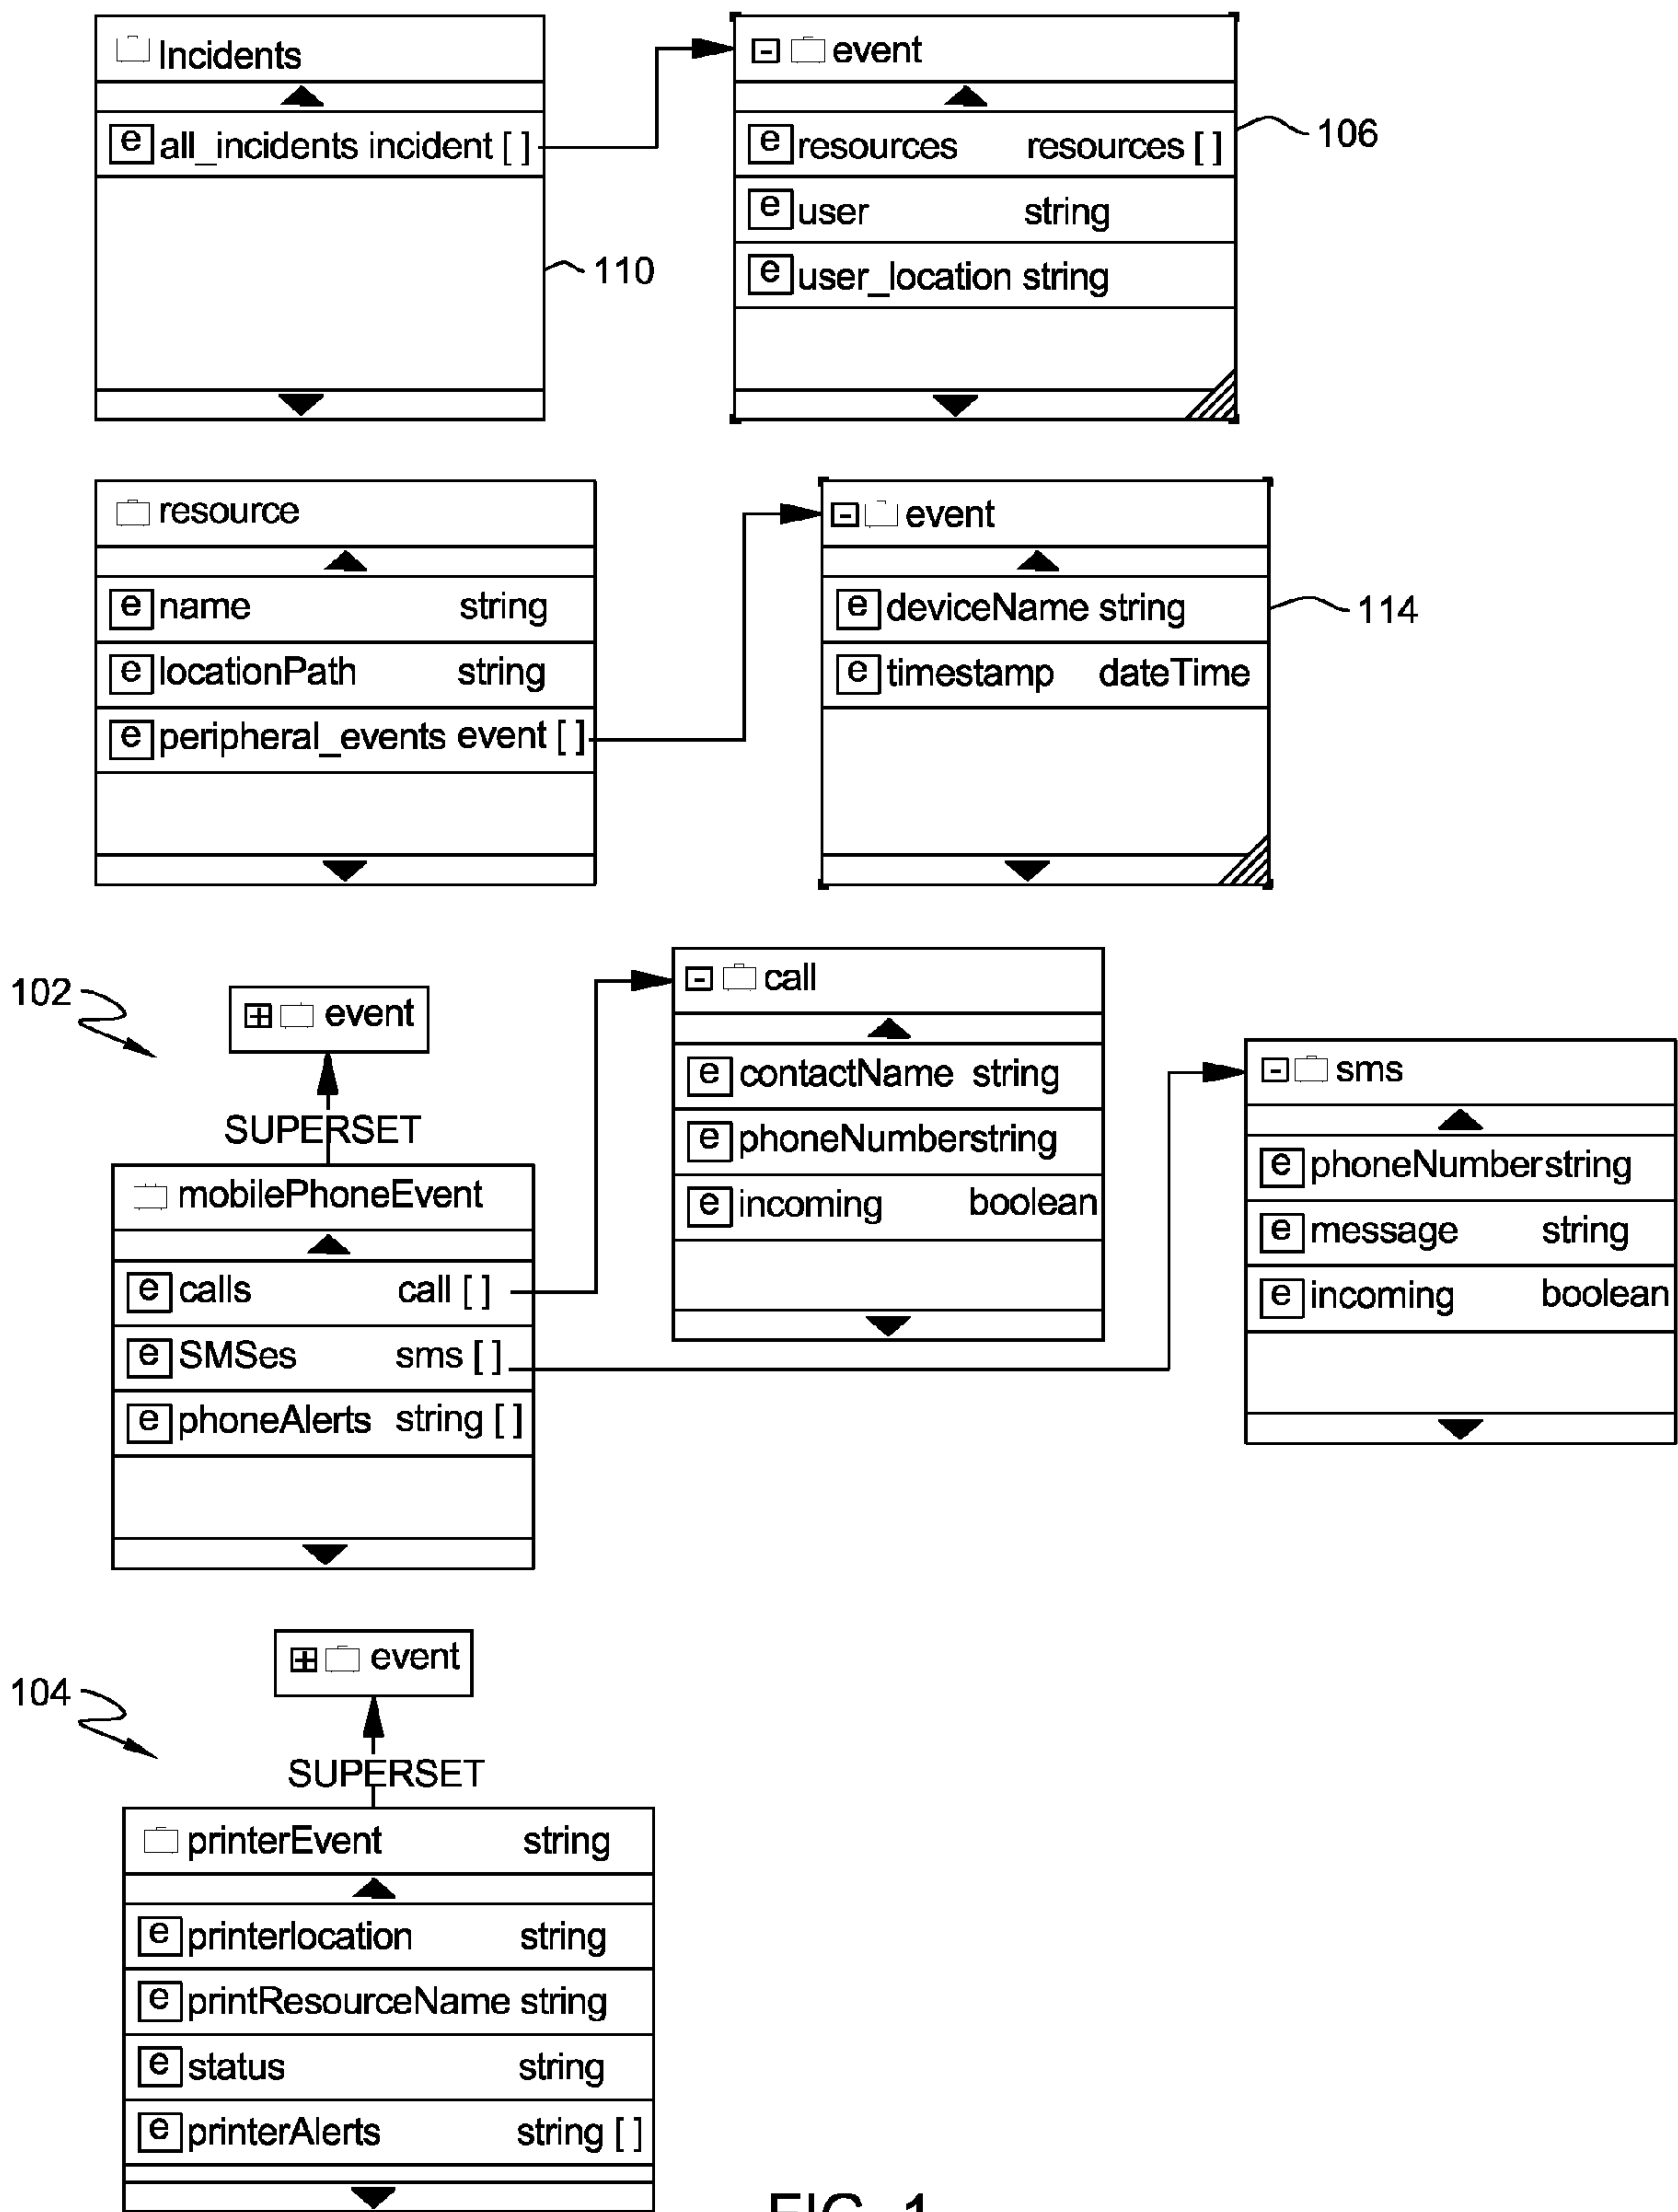 Incidents
e all_incidents incident [ ]
110
event
e resources resources [ ]
e user string
e user_location string
106
resource
e name string
e locationPath string
e peripheral_events event [ ]
event
e deviceName string
e timestamp dateTime
114
102
event
SUPERSET
mobilePhoneEvent
e calls call [ ]
e SMSes sms [ ]
e phoneAlerts string [ ]
call
e contactName string
e phoneNumberstring
e incoming boolean
sms
e phoneNumberstring
e message string
e incoming boolean
104
event
SUPERSET
printerEvent string
e printerlocation string
e printResourceName string
e status string
e printerAlerts string [ ]
FIG. 1